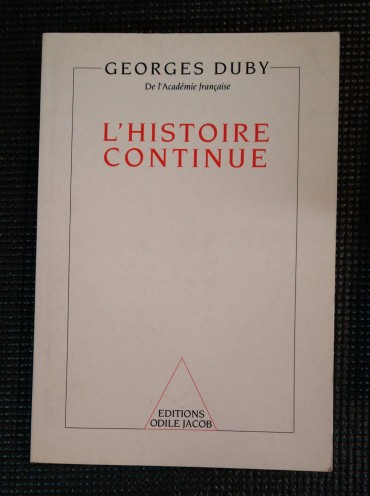 GEORGES DUBY
De l'Académie française
L'HISTOIRE
CONTINUE
EDITIONS
ODILE JACOB